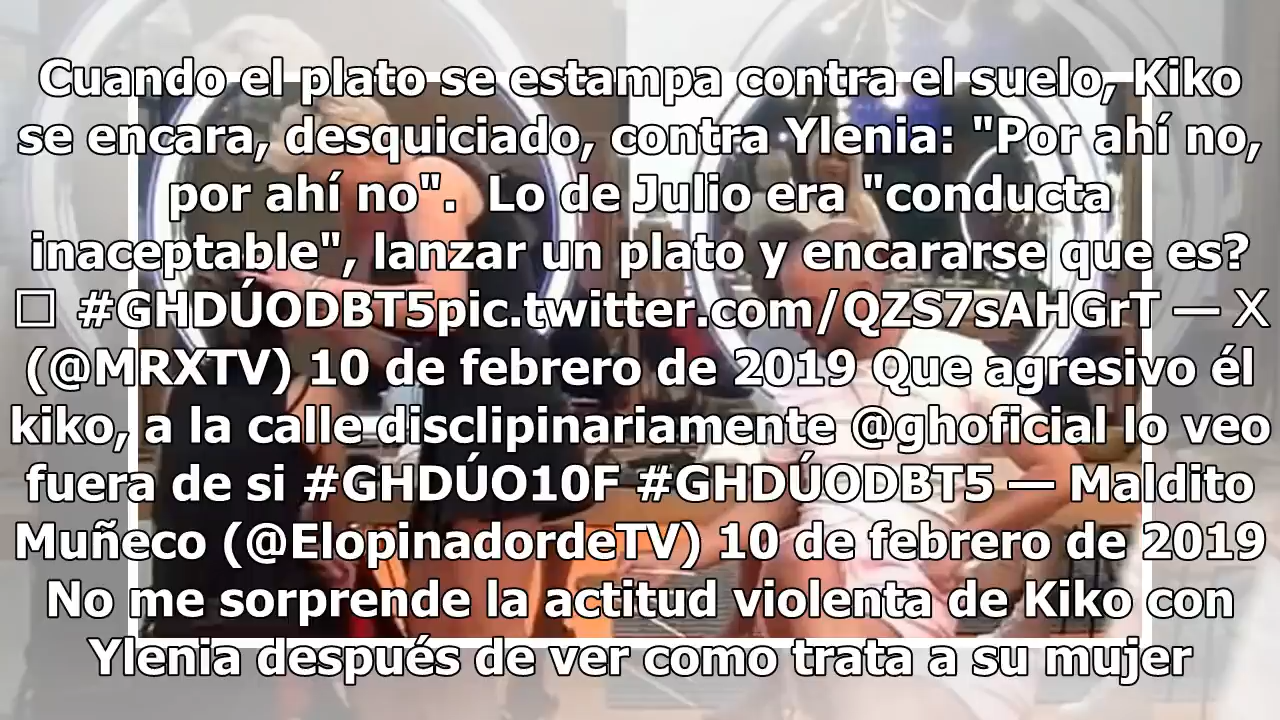 Cuando el plato se estampa contra el suelo, Kiko
se encara, desquiciado, contra Ylenia: "Por ahí no,
por ahí no".  Lo de Julio era "conducta
inaceptable", lanzar un plato y encararse que es?
□ #GHDÚODBT5pic.twitter.com/QZS7sAHGrT — X
(@MRXTV) 10 de febrero de 2019 Que agresivo él
kiko, a la calle disclipinariamente @ghoficial lo veo
fuera de si #GHDÚO10F #GHDÚODBT5 — Maldito
Muñeco (@ElopinadordeTV) 10 de febrero de 2019
No me sorprende la actitud violenta de Kiko con
Ylenia después de ver como trata a su mujer